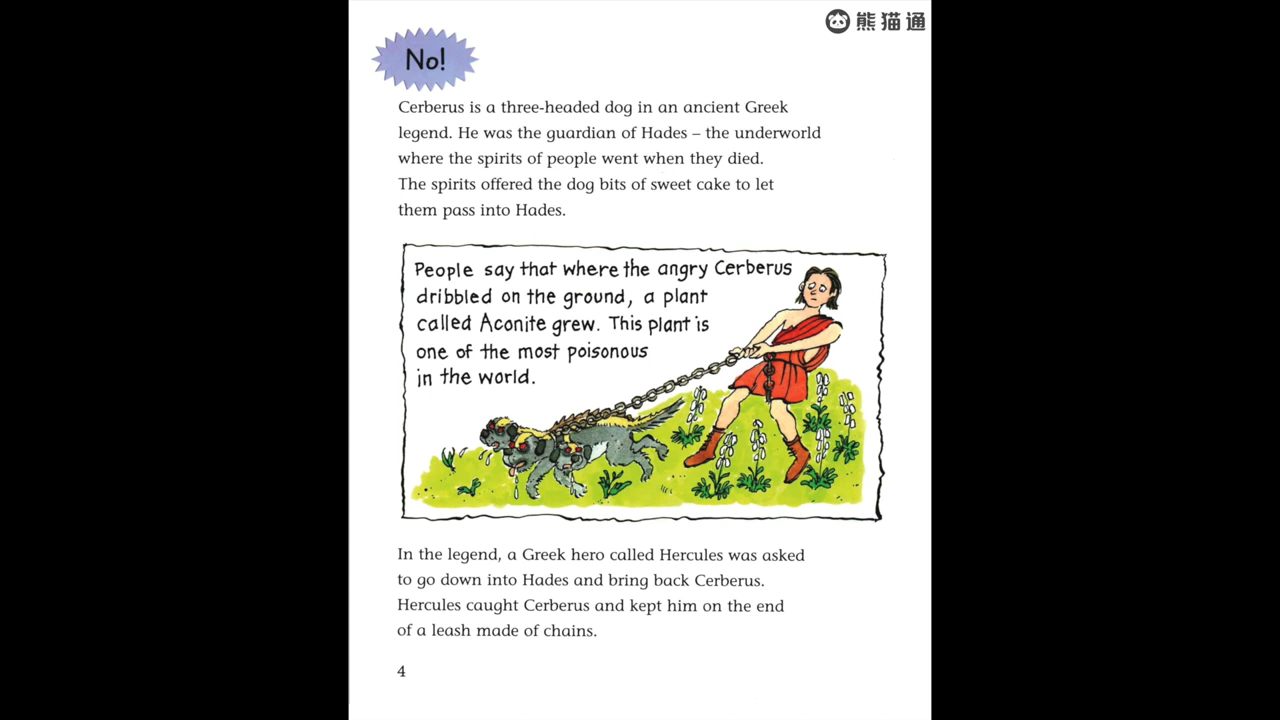 熊猫通
No!
Cerberus is a three-headed dog in an ancient Greek
legend. He was the guardian of Hades – the underworld
where the spirits of people went when they died.
The spirits offered the dog bits of sweet cake to let
them pass into Hades.
People say that where the angry Cerberus
dribbled on the ground, a plant
called Aconite grew. This plant is
one of the most poisonous
in the world.
In the legend, a Greek hero called Hercules was asked
to go down into Hades and bring back Cerberus.
Hercules caught Cerberus and kept him on the end
of a leash made of chains.
4